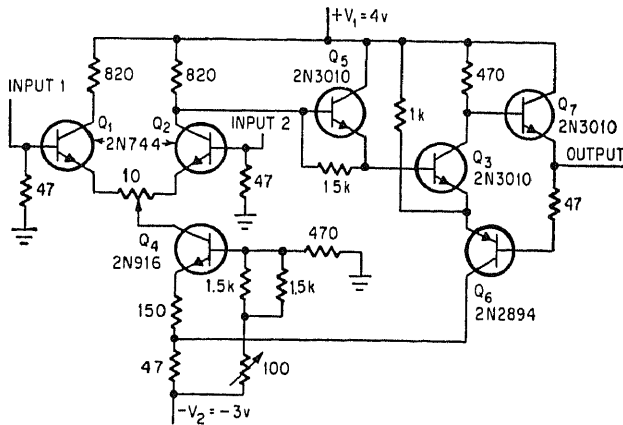 +V₁ = 4v
Q₅
2N3010
820
820
470
Q₇
2N3010
INPUT 1
Q₁
Q₂
2N744
INPUT 2
1k
OUTPUT
47
10
47
15k
Q₃
2N3010
47
Q₄
2N916
470
1.5k
1.5k
Q₆
2N2894
150
47
100
-V₂ = -3v